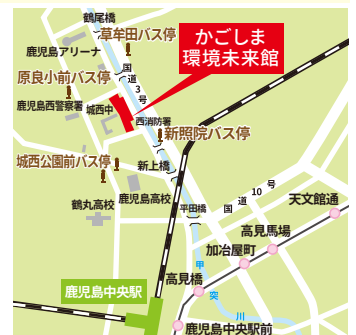 鶴尾橋
草牟田バス停
かごしま
環境未来館
鹿児島アリーナ
国道3号
原良小前バス停
鹿児島西警察署
城西中
西消防署
新照院バス停
城西公園前バス停
新上橋
鹿児島高校
鶴丸高校
平田橋
国道10号
天文館通
高見馬場
加冶屋町
甲突川
高見橋
鹿児島中央駅
鹿児島中央駅前